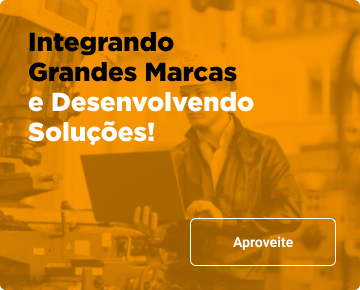 Integrando
Grandes Marcas
e Desenvolvendo
Soluções!
Aproveite